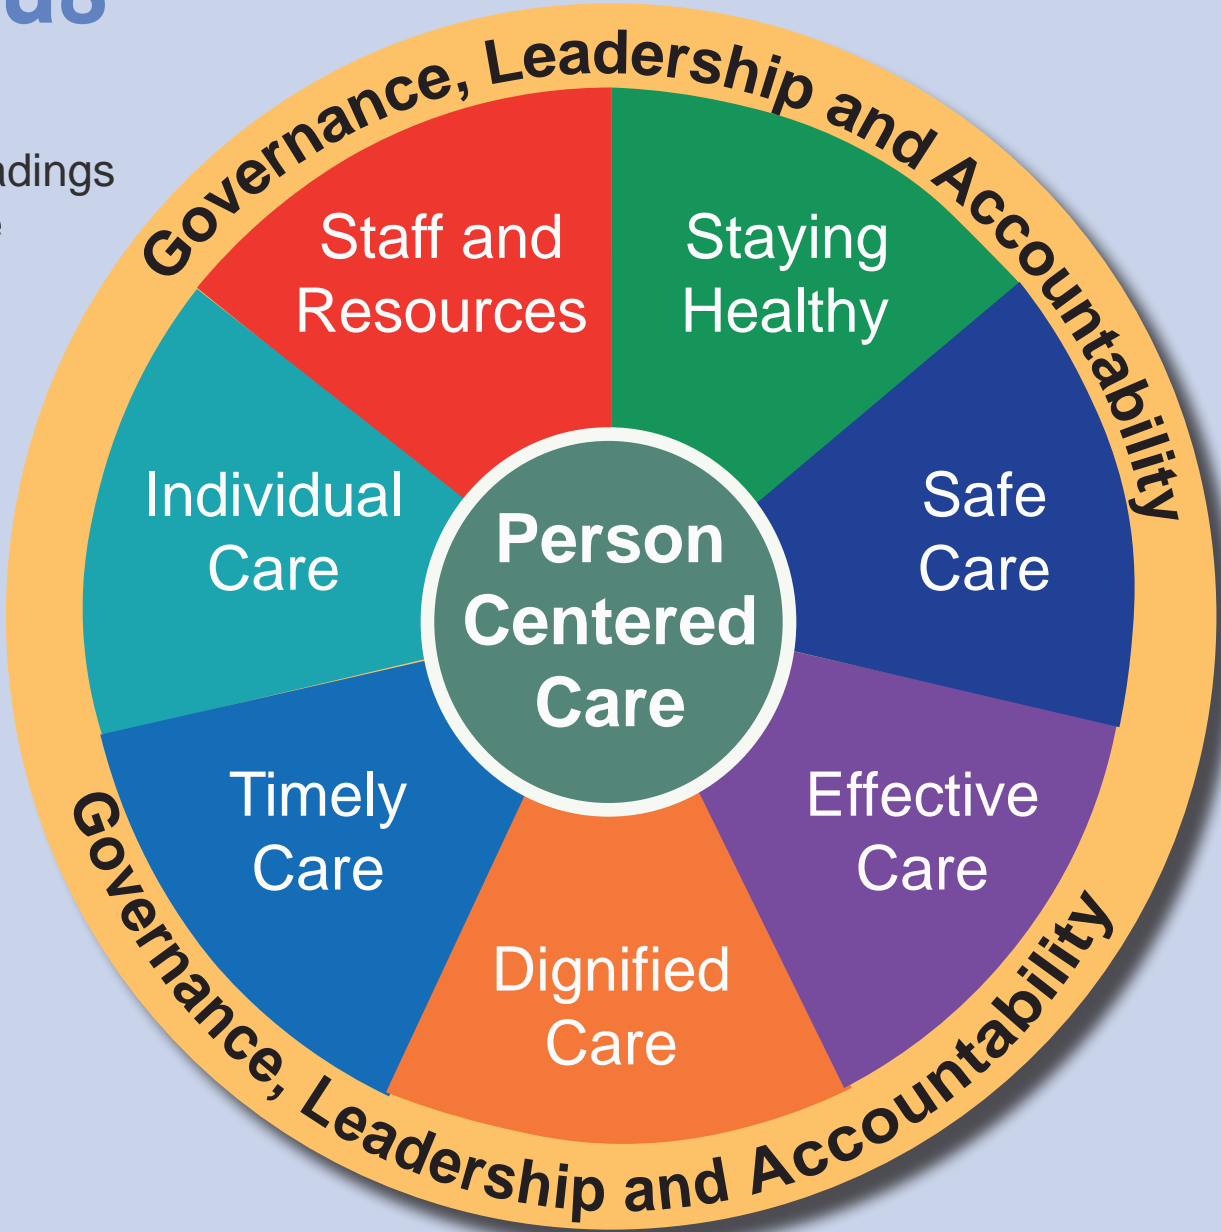 Governance, Leadership and Accountability
Staff and
Resources
Staying
Healthy
Individual
Care
Safe
Care
Person
Centered
Care
Timely
Care
Effective
Care
Dignified
Care
Governance, Leadership and Accountability